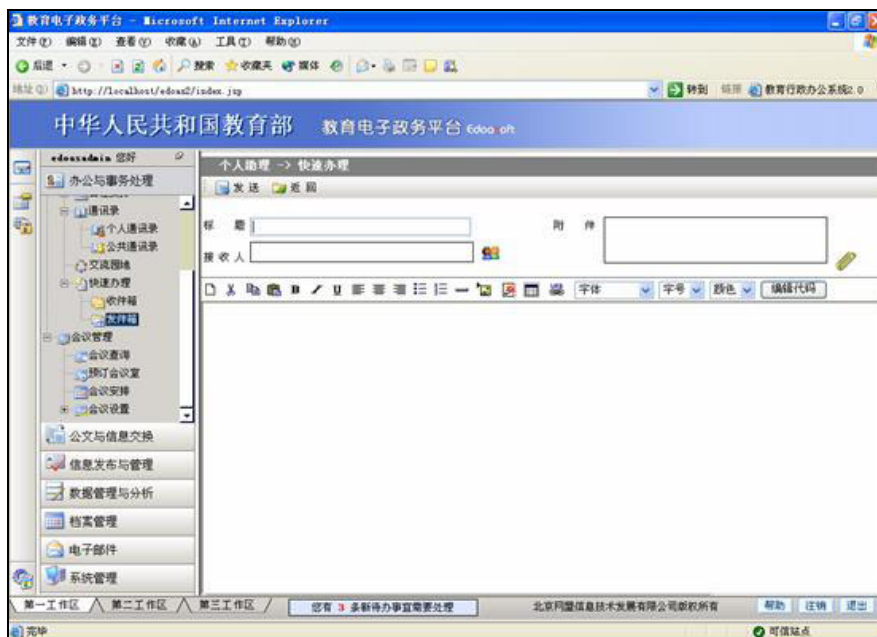 教育电子政务平台 - Microsoft Internet Explorer
文件(F) 编辑(E) 查看(V) 收藏(A) 工具(T) 帮助(H)
后退 搜索 收藏夹 媒体
地址(D) http://localhost/edoas2/index.jsp 转到 链接 教育行政办公系统2.0
中华人民共和国教育部 教育电子政务平台 Edoasoft
edoasadmin 您好
个人助理 -> 快速办理
办公与事务处理
发送 返回
通讯录
个人通讯录
公共通讯录
交流园地
快速办理
收件箱
发件箱
会议管理
会议查询
预订会议室
会议安排
会议设置
标 题
附 件
接收人
字体 字号 颜色 编辑代码
公文与信息交换
信息发布与管理
数据管理与分析
档案管理
电子邮件
系统管理
第一工作区 第二工作区 第三工作区 您有 3 条新待办事宜需要处理 北京网盟信息技术发展有限公司版权所有 帮助 注销 退出
完毕 可信站点